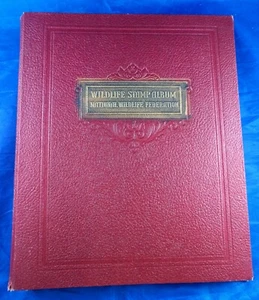 WILDLIFE STAMP ALBUM
NATIONAL WILDLIFE FEDERATION